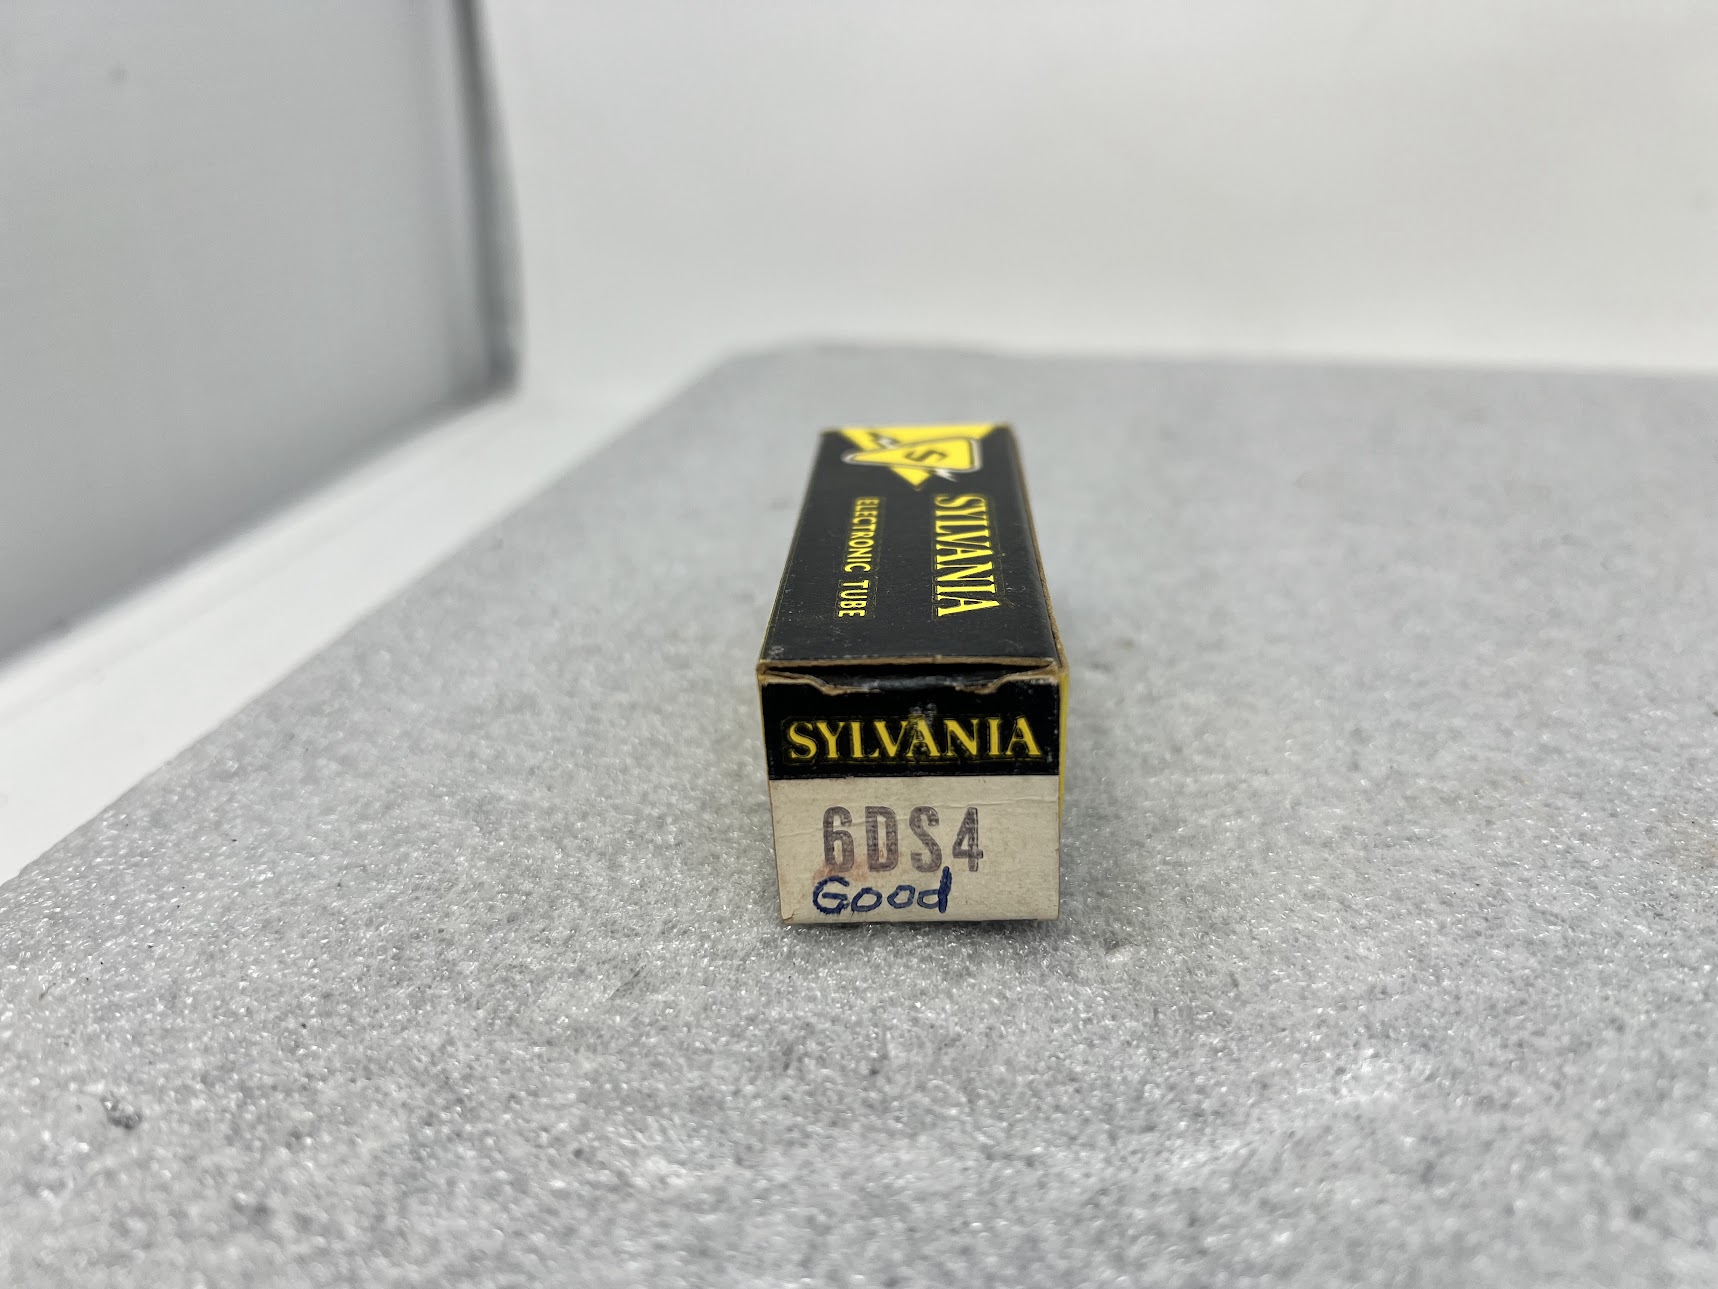 S
SYLVANIA
ELECTRONIC TUBE
SYLVANIA
6DS4
Good